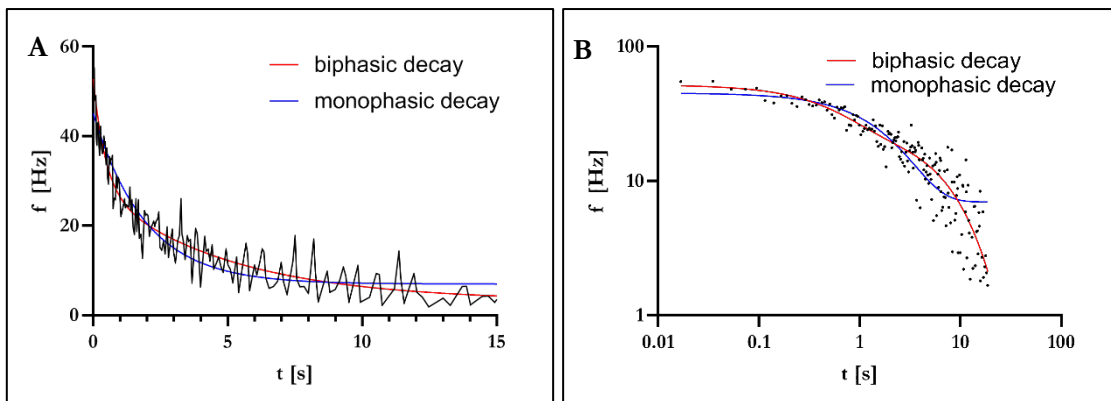 A
60
40
20
0
f [Hz]
biphasic decay
monophasic decay
0 5 10 15
t [s]
B
100
10
1
f [Hz]
biphasic decay
monophasic decay
0.01 0.1 1 10 100
t [s]